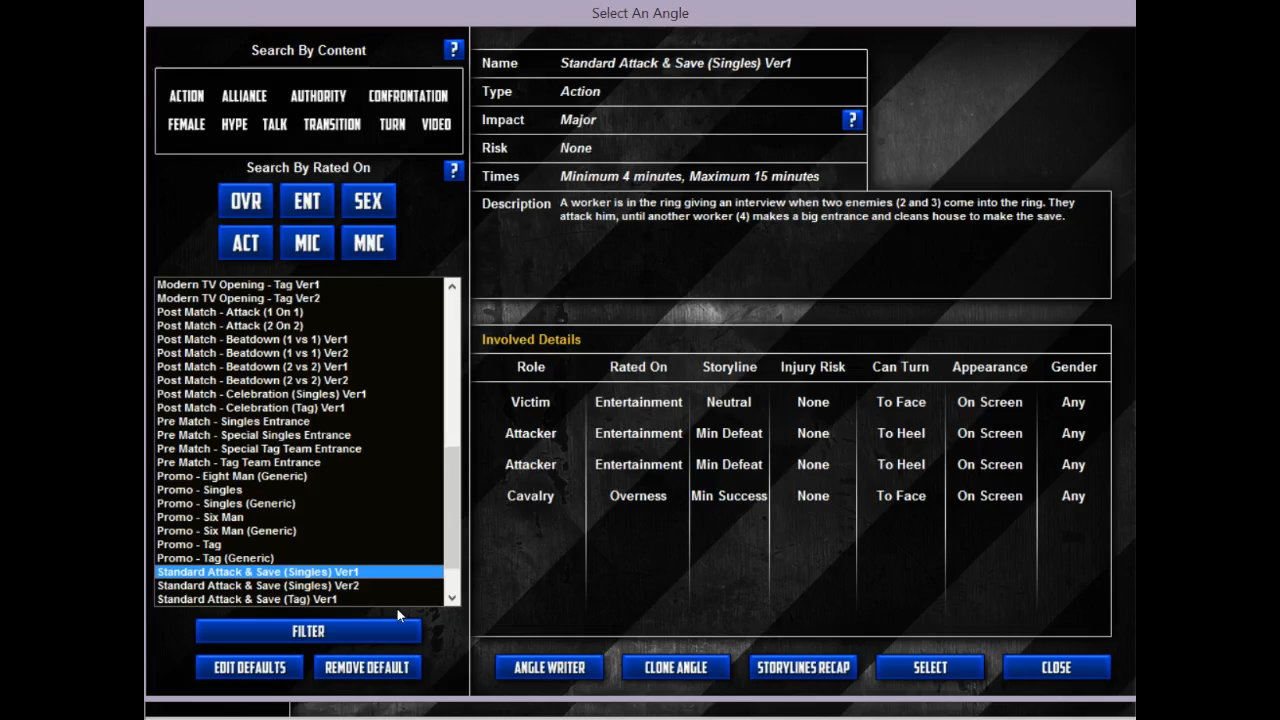 Select An Angle
Search By Content
?
ACTION ALLIANCE AUTHORITY CONFRONTATION
FEMALE HYPE TALK TRANSITION TURN VIDEO
Search By Rated On
?
OVR ENT SEX
ACT MIC MNC
Modern TV Opening - Tag Ver1
Modern TV Opening - Tag Ver2
Post Match - Attack (1 On 1)
Post Match - Attack (2 On 2)
Post Match - Beatdown (1 vs 1) Ver1
Post Match - Beatdown (1 vs 1) Ver2
Post Match - Beatdown (2 vs 2) Ver1
Post Match - Beatdown (2 vs 2) Ver2
Post Match - Celebration (Singles) Ver1
Post Match - Celebration (Tag) Ver1
Pre Match - Singles Entrance
Pre Match - Special Singles Entrance
Pre Match - Special Tag Team Entrance
Pre Match - Tag Team Entrance
Promo - Eight Man (Generic)
Promo - Singles
Promo - Singles (Generic)
Promo - Six Man
Promo - Six Man (Generic)
Promo - Tag
Promo - Tag (Generic)
Standard Attack & Save (Singles) Ver1
Standard Attack & Save (Singles) Ver2
Standard Attack & Save (Tag) Ver1
FILTER
EDIT DEFAULTS REMOVE DEFAULT
Name Standard Attack & Save (Singles) Ver1
Type Action
Impact Major ?
Risk None
Times Minimum 4 minutes, Maximum 15 minutes
Description A worker is in the ring giving an interview when two enemies (2 and 3) come into the ring. They
attack him, until another worker (4) makes a big entrance and cleans house to make the save.
Involved Details
Role Rated On Storyline Injury Risk Can Turn Appearance Gender
Victim Entertainment Neutral None To Face On Screen Any
Attacker Entertainment Min Defeat None To Heel On Screen Any
Attacker Entertainment Min Defeat None To Heel On Screen Any
Cavalry Overness Min Success None To Face On Screen Any
ANGLE WRITER CLONE ANGLE STORYLINES RECAP SELECT CLOSE